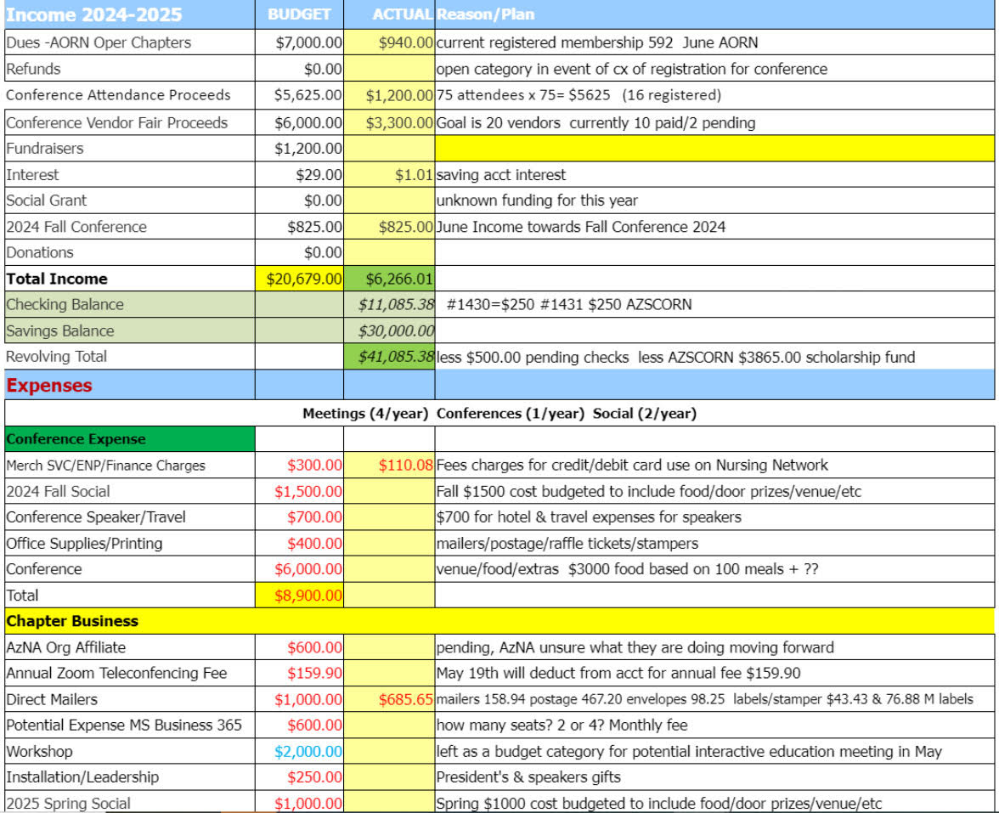 Income 2024-2025 BUDGET ACTUAL Reason/Plan
Dues -AORN Oper Chapters $7,000.00 $940.00 current registered membership 592 June AORN
Refunds $0.00 open category in event of cx of registration for conference
Conference Attendance Proceeds $5,625.00 $1,200.00 75 attendees x 75= $5625 (16 registered)
Conference Vendor Fair Proceeds $6,000.00 $3,300.00 Goal is 20 vendors currently 10 paid/2 pending
Fundraisers $1,200.00
Interest $29.00 $1.01 saving acct interest
Social Grant $0.00 unknown funding for this year
2024 Fall Conference $825.00 $825.00 June Income towards Fall Conference 2024
Donations $0.00
Total Income $20,679.00 $6,266.01
Checking Balance $11,085.38 #1430=$250 #1431 $250 AZSCORN
Savings Balance $30,000.00
Revolving Total $41,085.38 less $500.00 pending checks less AZSCORN $3865.00 scholarship fund
Expenses
Meetings (4/year) Conferences (1/year) Social (2/year)
Conference Expense
Merch SVC/ENP/Finance Charges $300.00 $110.08 Fees charges for credit/debit card use on Nursing Network
2024 Fall Social $1,500.00 Fall $1500 cost budgeted to include food/door prizes/venue/etc
Conference Speaker/Travel $700.00 $700 for hotel & travel expenses for speakers
Office Supplies/Printing $400.00 mailers/postage/raffle tickets/stampers
Conference $6,000.00 venue/food/extras $3000 food based on 100 meals + ??
Total $8,900.00
Chapter Business
AzNA Org Affiliate $600.00 pending, AzNA unsure what they are doing moving forward
Annual Zoom Teleconfencing Fee $159.90 May 19th will deduct from acct for annual fee $159.90
Direct Mailers $1,000.00 $685.65 mailers 158.94 postage 467.20 envelopes 98.25 labels/stamper $43.43 & 76.88 M labels
Potential Expense MS Business 365 $600.00 how many seats? 2 or 4? Monthly fee
Workshop $2,000.00 left as a budget category for potential interactive education meeting in May
Installation/Leadership $250.00 President's & speakers gifts
2025 Spring Social $1,000.00 Spring $1000 cost budgeted to include food/door prizes/venue/etc